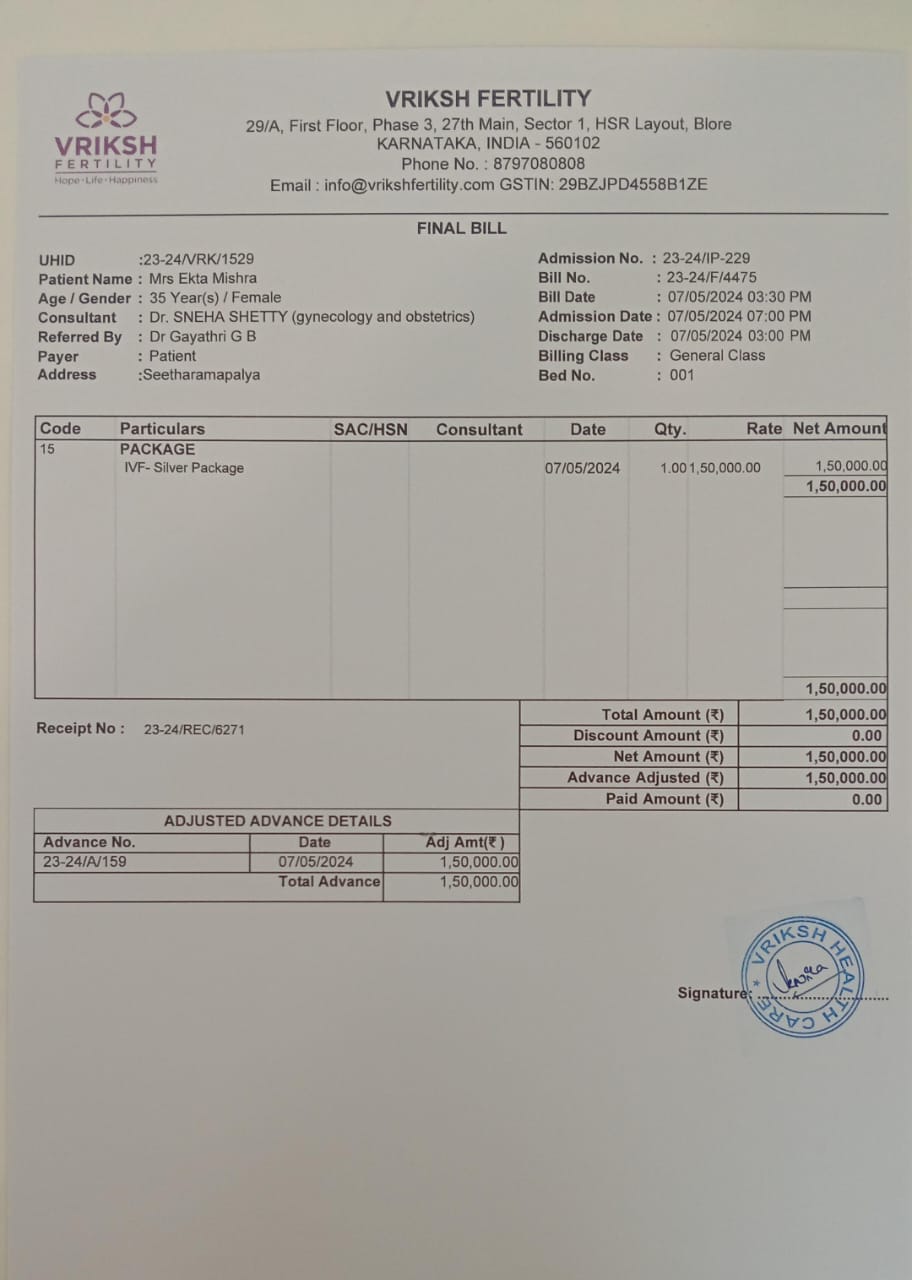 VRIKSH
FERTILITY
Hope·Life·Happiness
VRIKSH FERTILITY
29/A, First Floor, Phase 3, 27th Main, Sector 1, HSR Layout, Blore
KARNATAKA, INDIA - 560102
Phone No. : 8797080808
Email : info@vrikshfertility.com GSTIN: 29BZJPD4558B1ZE
FINAL BILL
UHID :23-24/VRK/1529
Patient Name : Mrs Ekta Mishra
Age / Gender : 35 Year(s) / Female
Consultant : Dr. SNEHA SHETTY (gynecology and obstetrics)
Referred By : Dr Gayathri G B
Payer : Patient
Address :Seetharamapalya
Admission No. : 23-24/IP-229
Bill No. : 23-24/F/4475
Bill Date : 07/05/2024 03:30 PM
Admission Date : 07/05/2024 07:00 PM
Discharge Date : 07/05/2024 03:00 PM
Billing Class : General Class
Bed No. : 001
Code Particulars SAC/HSN Consultant Date Qty. Rate Net Amount
15 PACKAGE
IVF- Silver Package 07/05/2024 1.00 1,50,000.00 1,50,000.00
1,50,000.00
1,50,000.00
Receipt No : 23-24/REC/6271
Total Amount (₹) 1,50,000.00
Discount Amount (₹) 0.00
Net Amount (₹) 1,50,000.00
Advance Adjusted (₹) 1,50,000.00
Paid Amount (₹) 0.00
ADJUSTED ADVANCE DETAILS
Advance No. Date Adj Amt(₹ )
23-24/A/159 07/05/2024 1,50,000.00
Total Advance 1,50,000.00
Signature:
VRIKSH HEALTH CARE *